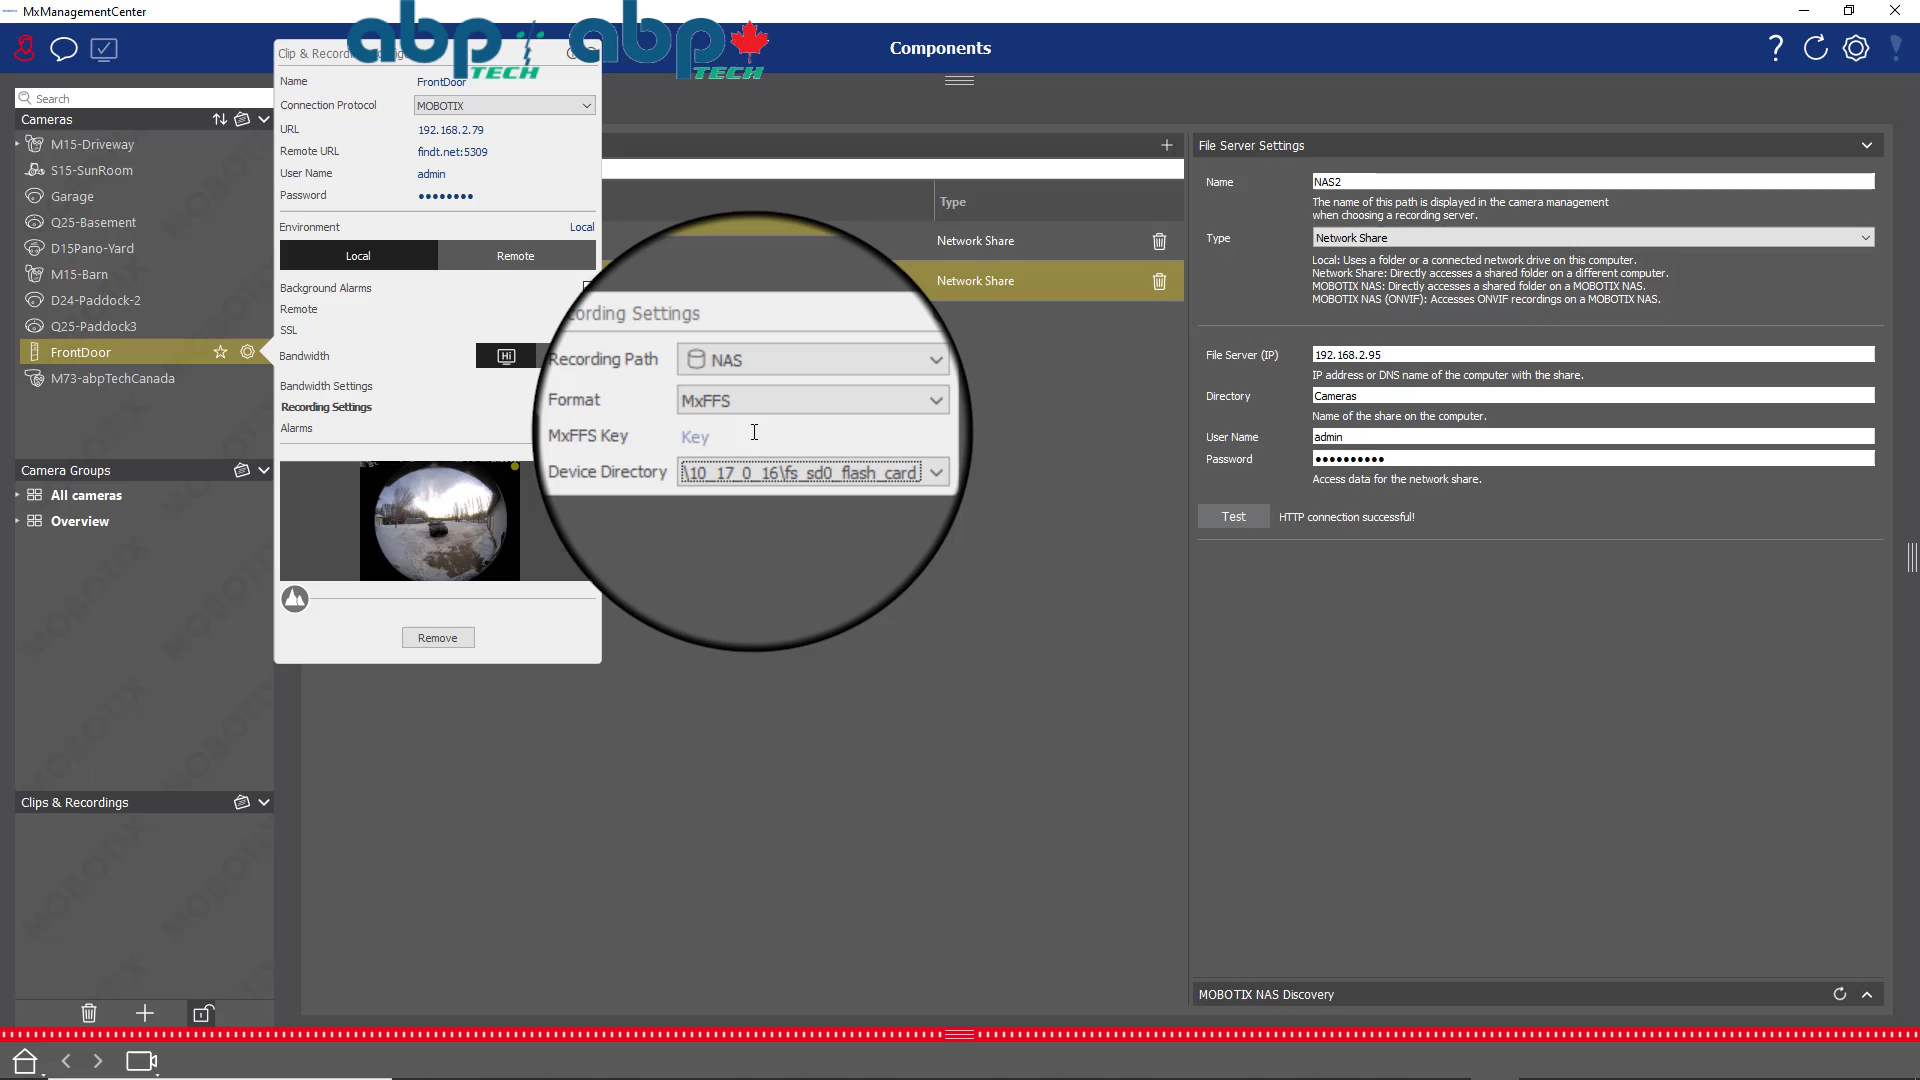 MxManagementCenter
abp TECH
abp TECH
Components
Search
Cameras
M15-Driveway
S15-SunRoom
Garage
Q25-Basement
D15Pano-Yard
M15-Barn
D24-Paddock-2
Q25-Paddock3
FrontDoor
M73-abpTechCanada
Camera Groups
All cameras
Overview
Clips & Recordings
Clip & Recording
Name FrontDoor
Connection Protocol MOBOTIX
URL 192.168.2.79
Remote URL findt.net:5309
User Name admin
Password ●●●●●●●●
Environment Local
Local Remote
Background Alarms
Remote
SSL
Bandwidth Hi
Bandwidth Settings
Recording Settings
Alarms
Remove
Type
Network Share
Network Share
cording Settings
Recording Path NAS
Format MxFFS
MxFFS Key Key
Device Directory \10_17_0_16\fs_sd0_flash_card
File Server Settings
Name NAS2
The name of this path is displayed in the camera management
when choosing a recording server.
Type Network Share
Local: Uses a folder or a connected network drive on this computer.
Network Share: Directly accesses a shared folder on a different computer.
MOBOTIX NAS: Directly accesses a shared folder on a MOBOTIX NAS.
MOBOTIX NAS (ONVIF): Accesses ONVIF recordings on a MOBOTIX NAS.
File Server (IP) 192.168.2.95
IP address or DNS name of the computer with the share.
Directory Cameras
Name of the share on the computer.
User Name admin
Password ●●●●●●●●●●
Access data for the network share.
Test HTTP connection successful!
MOBOTIX NAS Discovery